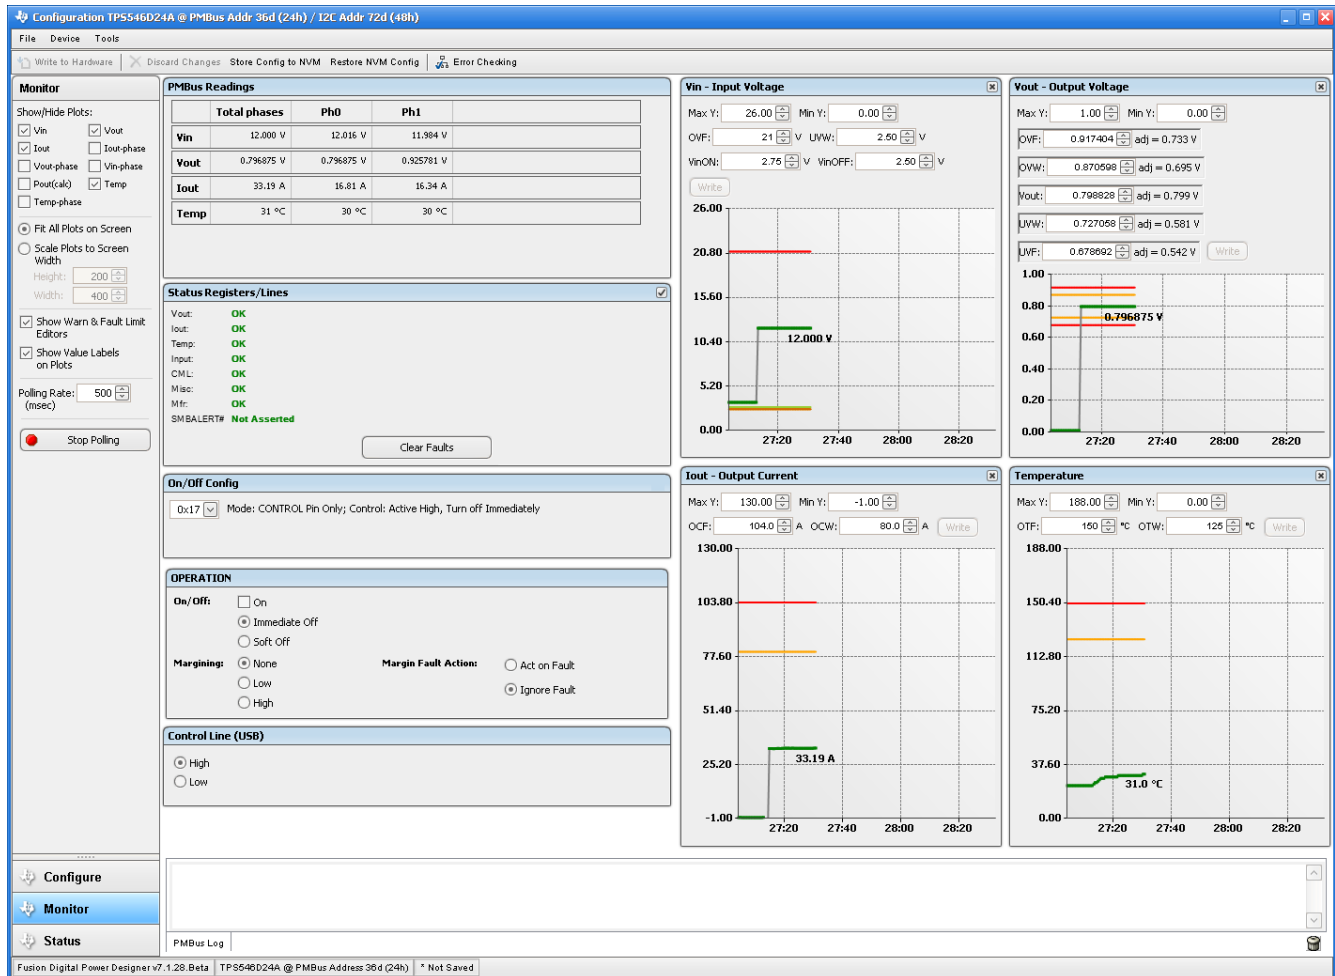 Configuration TPS546D24A @ PMBus Addr 36d (24h) / I2C Addr 72d (48h)
File Device Tools
Write to Hardware Discard Changes Store Config to NVM Restore NVM Config Error Checking
Monitor
Show/Hide Plots:
Vin Vout
Iout Iout-phase
Vout-phase Vin-phase
Pout(calc) Temp
Temp-phase
Fit All Plots on Screen
Scale Plots to Screen
Width
Height: 200
Width: 400
Show Warn & Fault Limit
Editors
Show Value Labels
on Plots
Polling Rate: 500
(msec)
Stop Polling
Configure
Monitor
Status
PMBus Readings
Total phases Ph0 Ph1
Vin 12.000 V 12.016 V 11.984 V
Vout 0.796875 V 0.796875 V 0.925781 V
Iout 33.19 A 16.81 A 16.34 A
Temp 31 °C 30 °C 30 °C
Status Registers/Lines
Vout: OK
Iout: OK
Temp: OK
Input: OK
CML: OK
Misc: OK
Mfr: OK
SMBALERT# Not Asserted
Clear Faults
On/Off Config
0x17 Mode: CONTROL Pin Only; Control: Active High, Turn off Immediately
OPERATION
On/Off: On
Immediate Off
Soft Off
Margining: None Margin Fault Action: Act on Fault
Low
Ignore Fault
High
Control Line (USB)
High
Low
Vin - Input Voltage
Max Y: 26.00 Min Y: 0.00
OVF: 21 V UVW: 2.50 V
VinON: 2.75 V VinOFF: 2.50 V
Write
26.00
20.80
15.60
10.40
5.20
0.00
12.000 V
27:20 27:40 28:00 28:20
Vout - Output Voltage
Max Y: 1.00 Min Y: 0.00
OVF: 0.917404 adj = 0.733 V
OVW: 0.870598 adj = 0.695 V
Vout: 0.798828 adj = 0.799 V
UVW: 0.727058 adj = 0.581 V
UVF: 0.678692 adj = 0.542 V Write
1.00
0.80
0.60
0.40
0.20
0.00
0.796875 V
27:20 27:40 28:00 28:20
Iout - Output Current
Max Y: 130.00 Min Y: -1.00
OCF: 104.0 A OCW: 80.0 A Write
130.00
103.80
77.60
51.40
25.20
-1.00
33.19 A
27:20 27:40 28:00 28:20
Temperature
Max Y: 188.00 Min Y: 0.00
OTF: 150 °C OTW: 125 °C Write
188.00
150.40
112.80
75.20
37.60
0.00
31.0 °C
27:20 27:40 28:00 28:20
PMBus Log
Fusion Digital Power Designer v7.1.28.Beta TPS546D24A @ PMBus Address 36d (24h) * Not Saved